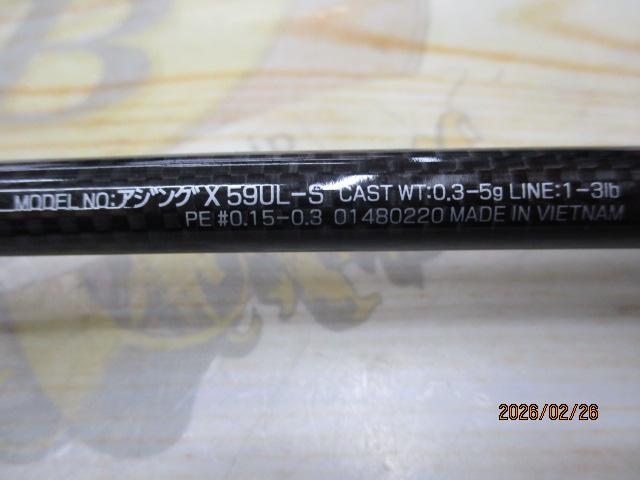 MODEL NO:アジングX 59UL-S CAST WT:0.3-5g LINE:1-3lb
PE #0.15-0.3 01480220 MADE IN VIETNAM
2026/02/26